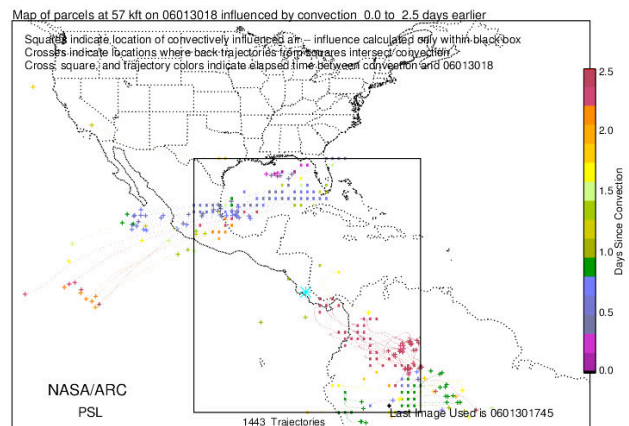 Map of parcels at 57 kft on 06013018 influenced by convection 0.0 to 2.5 days earlier
Squares indicate location of convectively influenced air -- influence calculated only within black box
Crosses indicate locations where back trajectories from squares intersect convection
Cross, square, and trajectory colors indicate elapsed time between convection and 06013018
2.5
2.0
1.5
1.0
0.5
0.0
Days Since Convection
NASA/ARC
PSL
Last Image Used is 0601301745
1443 Trajectories